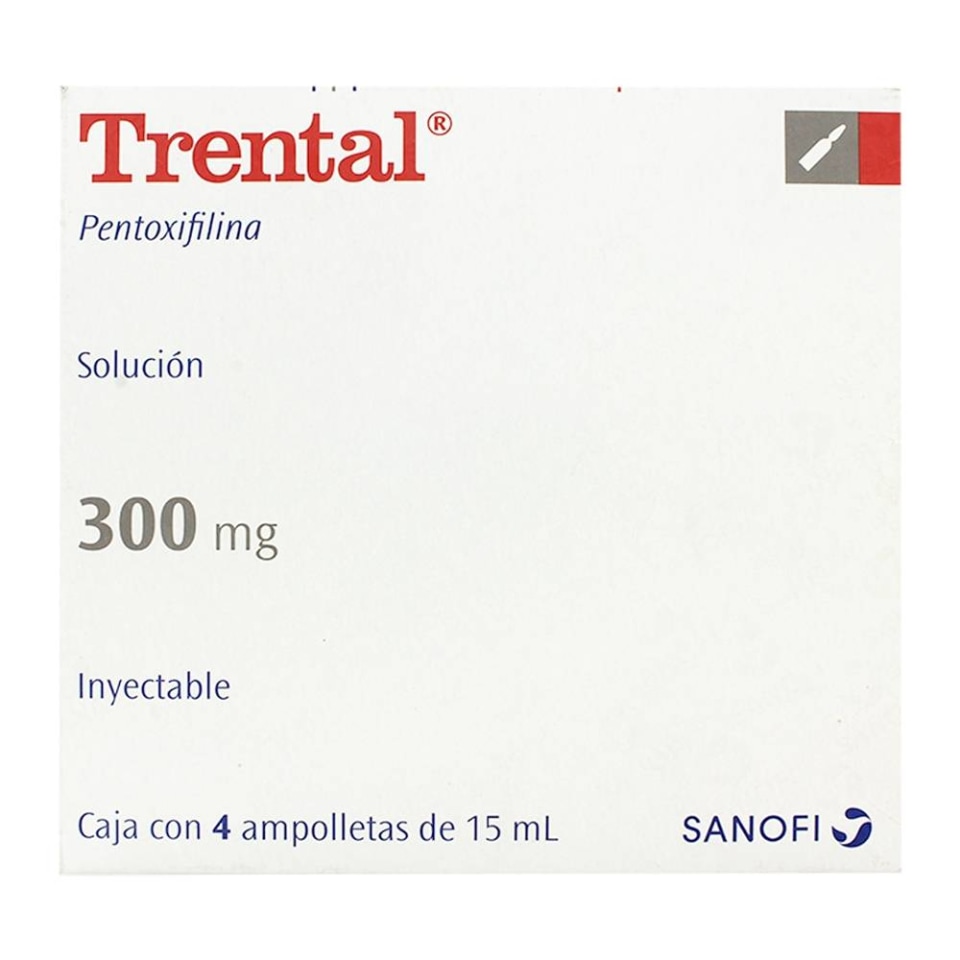 Trental®
Pentoxifilina
Solución
300 mg
Inyectable
Caja con 4 ampolletas de 15 mL
SANOFI